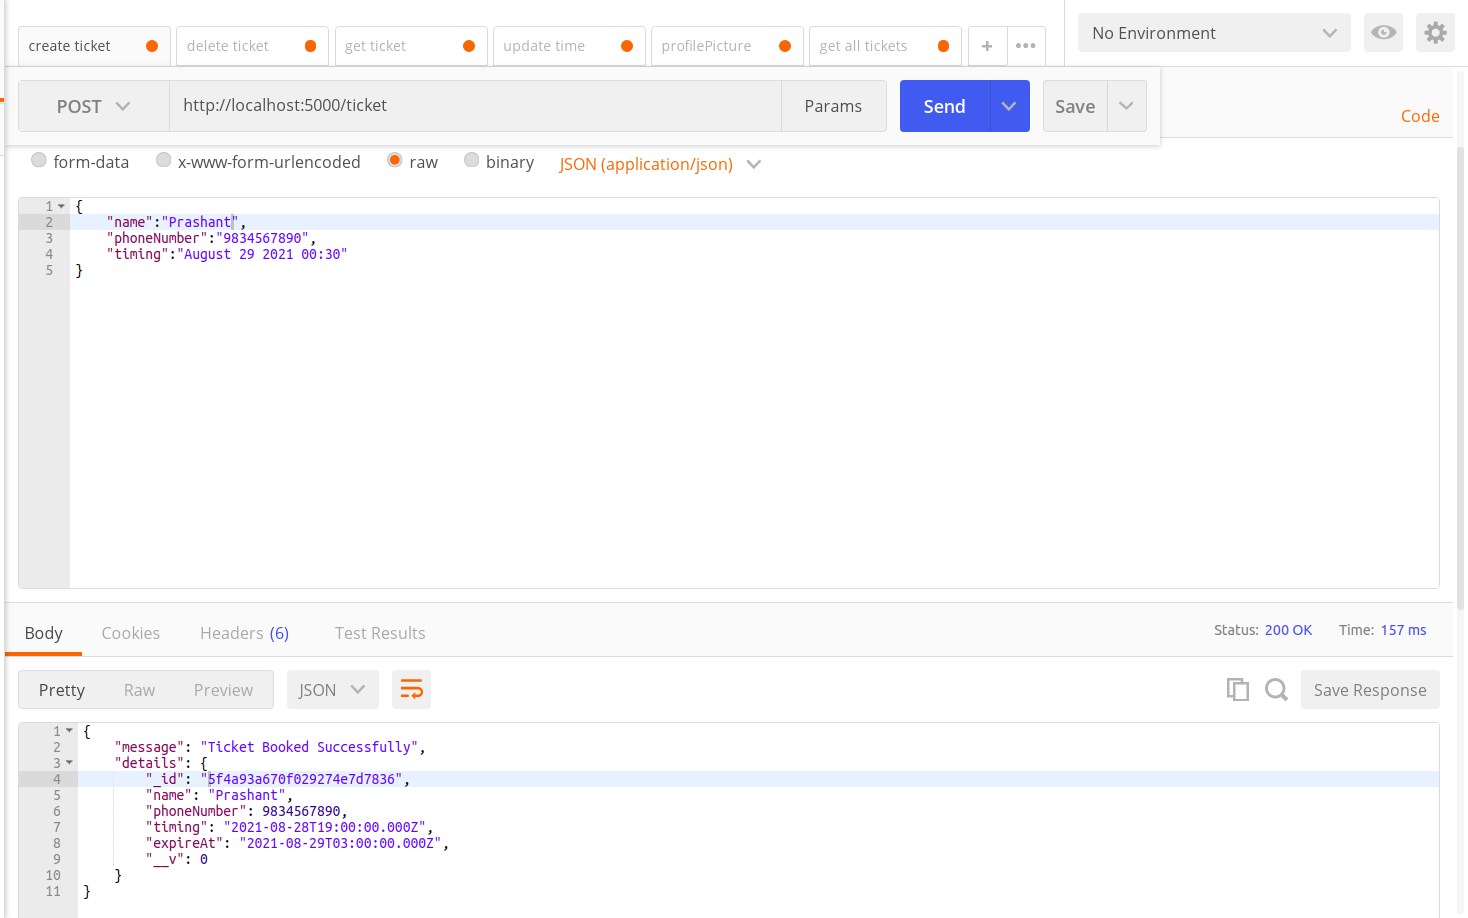 create ticket delete ticket get ticket update time profilePicture get all tickets + ••• No Environment
POST http://localhost:5000/ticket Params Send Save Code
form-data x-www-form-urlencoded raw binary JSON (application/json)
1 {
2 "name":"Prashant",
3 "phoneNumber":"9834567890",
4 "timing":"August 29 2021 00:30"
5 }
Body Cookies Headers (6) Test Results Status: 200 OK Time: 157 ms
Pretty Raw Preview JSON Save Response
1 {
2 "message": "Ticket Booked Successfully",
3 "details": {
4 "_id": "5f4a93a670f029274e7d7836",
5 "name": "Prashant",
6 "phoneNumber": 9834567890,
7 "timing": "2021-08-28T19:00:00.000Z",
8 "expireAt": "2021-08-29T03:00:00.000Z",
9 "__v": 0
10 }
11 }